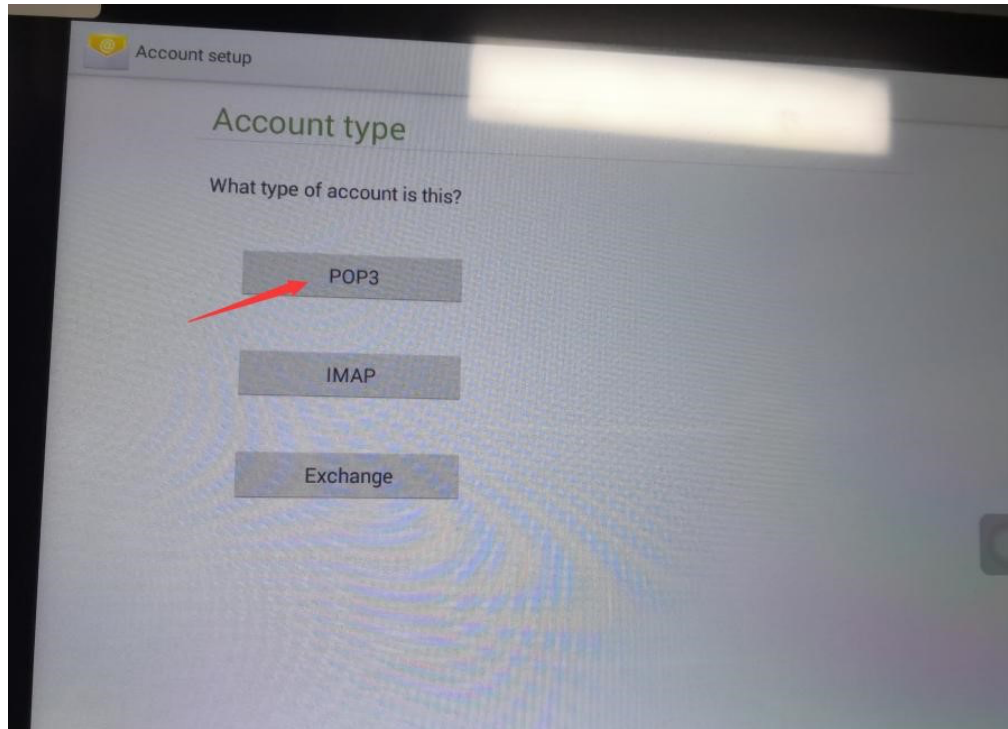 Account setup
Account type
What type of account is this?
POP3
IMAP
Exchange